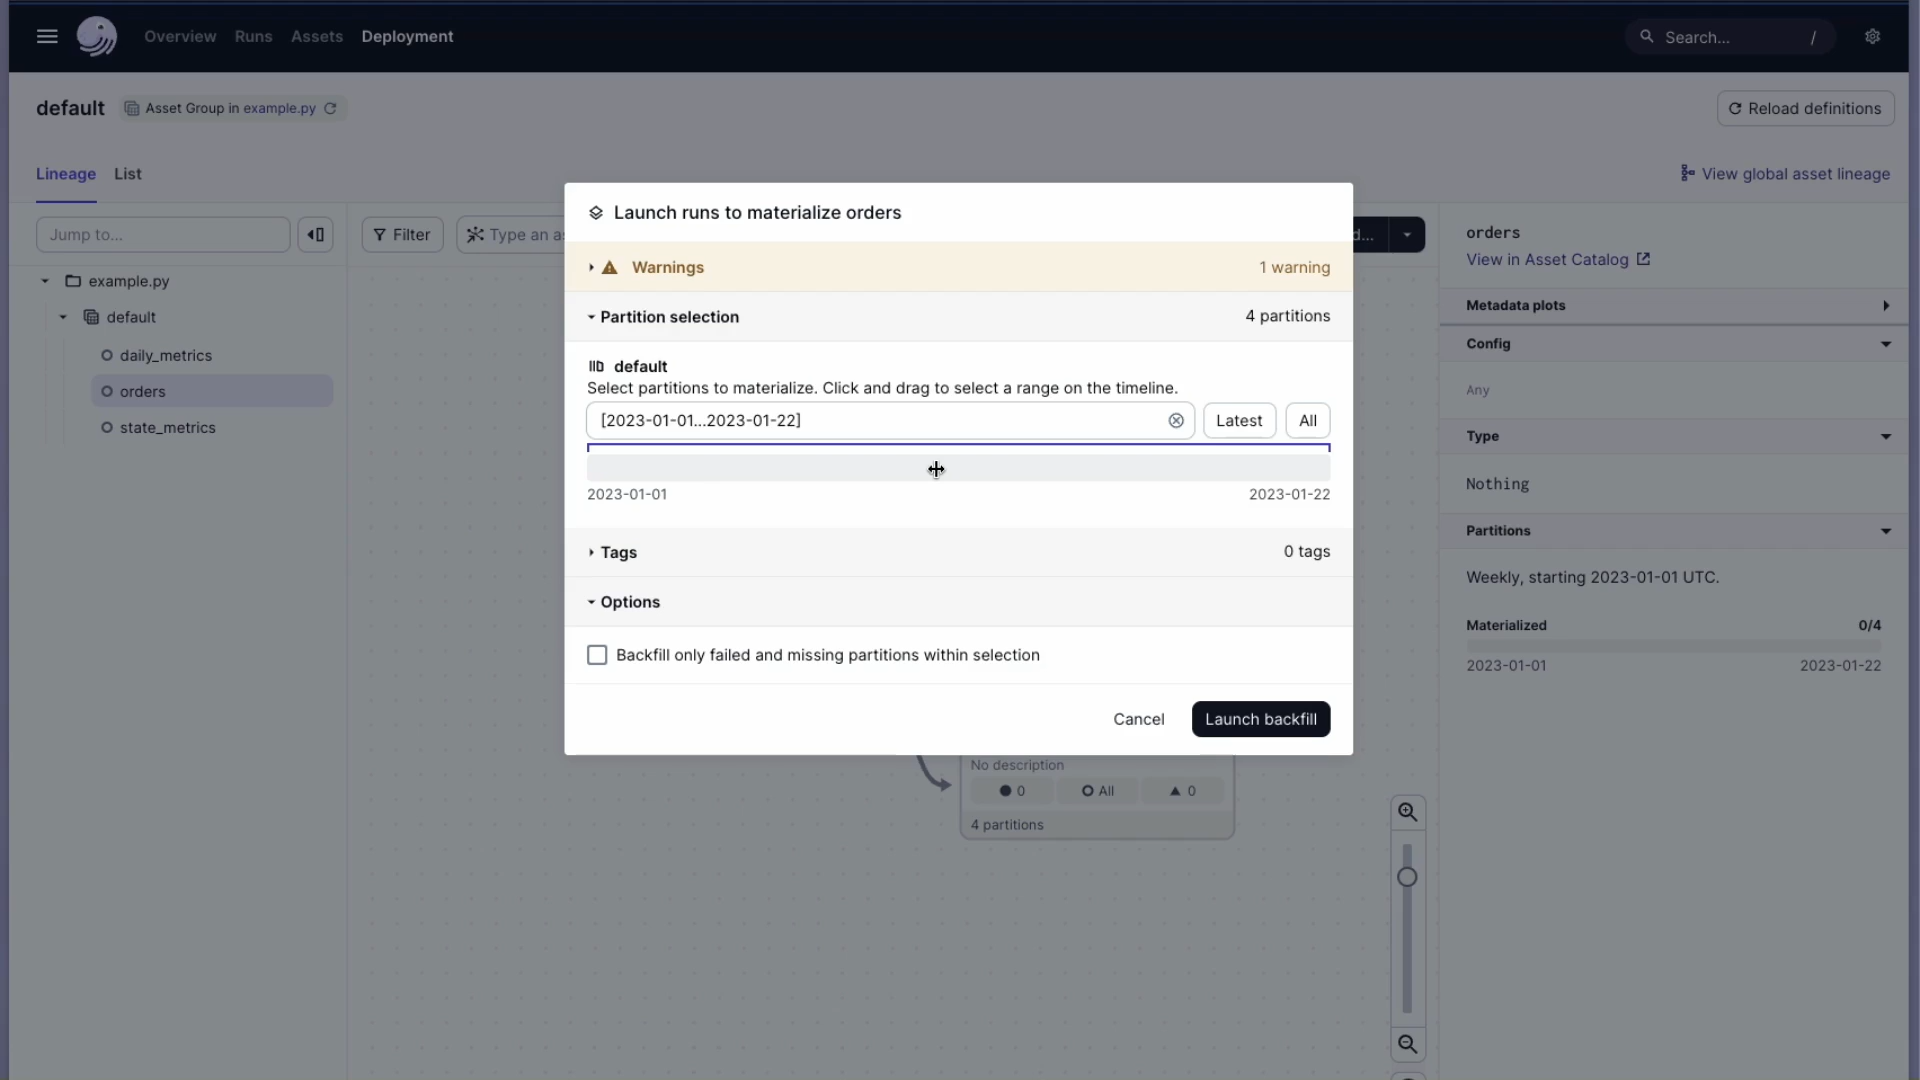 Overview Runs Assets Deployment Search... /
default Asset Group in example.py Reload definitions
Lineage List View global asset lineage
Jump to... Filter Type an as d...
example.py
default
daily_metrics
orders
state_metrics
Launch runs to materialize orders
Warnings 1 warning
Partition selection 4 partitions
default
Select partitions to materialize. Click and drag to select a range on the timeline.
[2023-01-01...2023-01-22] Latest All
2023-01-01 2023-01-22
Tags 0 tags
Options
Backfill only failed and missing partitions within selection
Cancel Launch backfill
No description
0 All 0
4 partitions
orders
View in Asset Catalog
Metadata plots
Config
Any
Type
Nothing
Partitions
Weekly, starting 2023-01-01 UTC.
Materialized 0/4
2023-01-01 2023-01-22